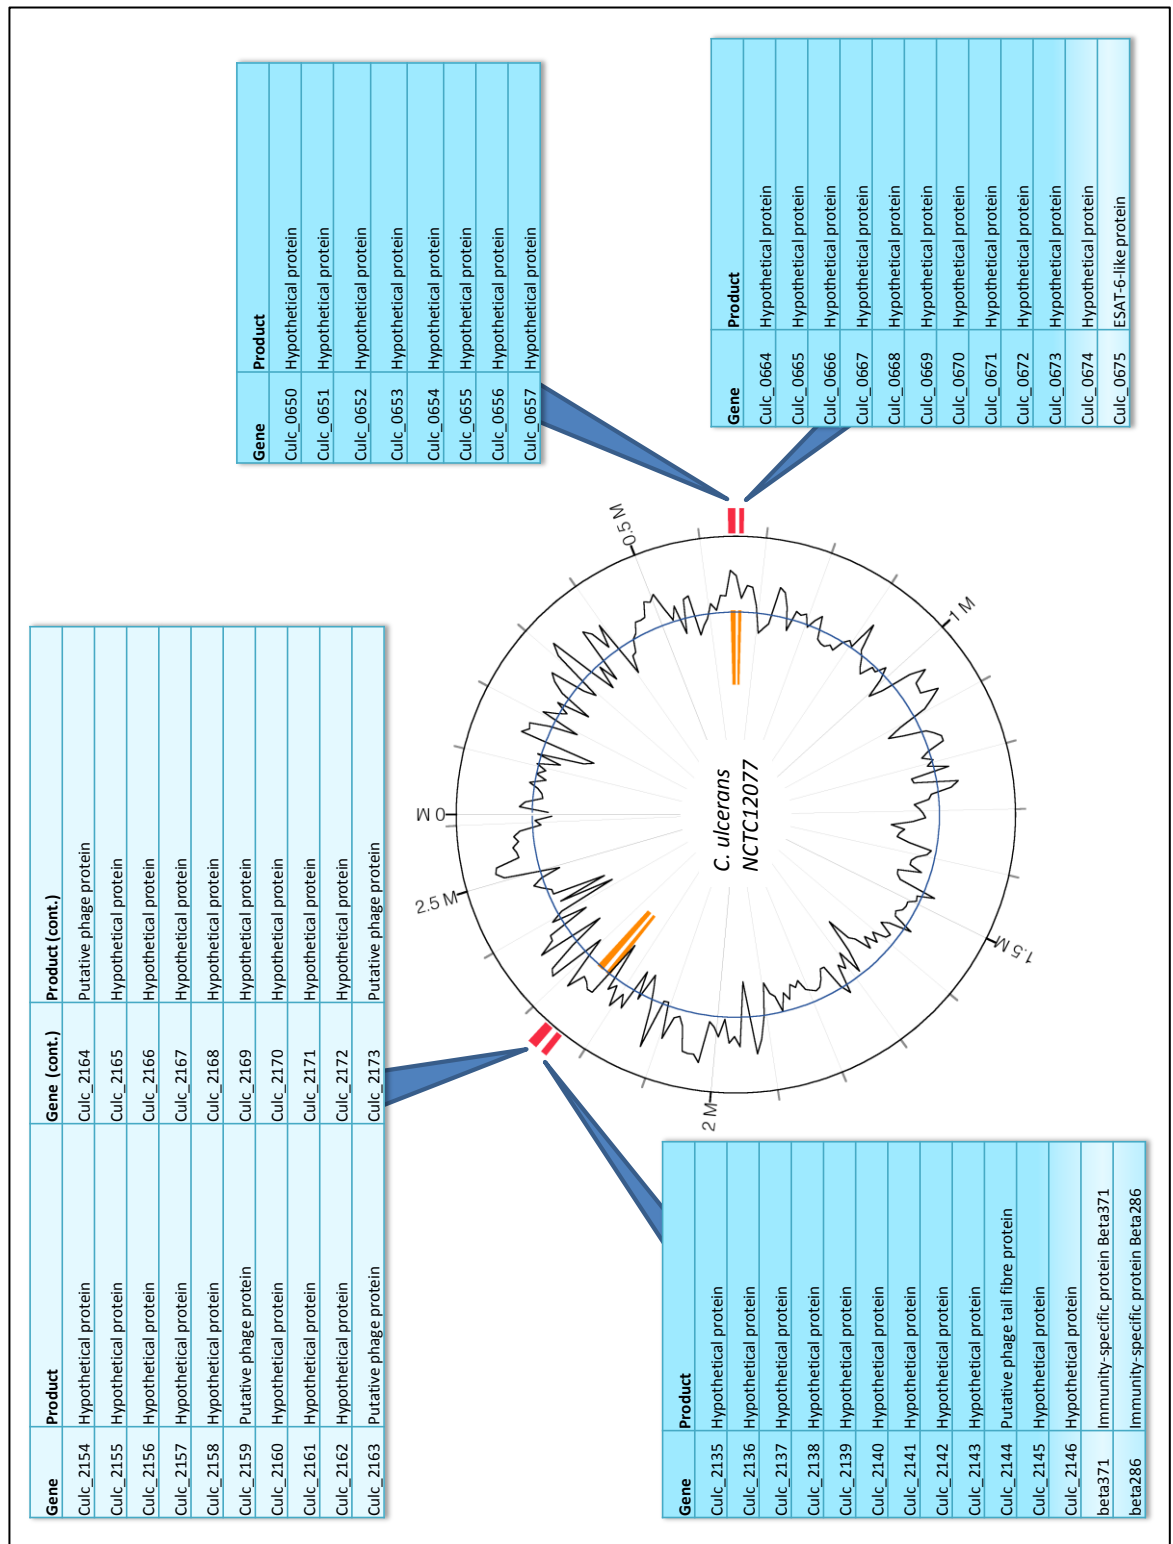 Gene Product Gene (cont.) Product (cont.)
Culc_2154 Hypothetical protein Culc_2164 Putative phage protein
Culc_2155 Hypothetical protein Culc_2165 Hypothetical protein
Culc_2156 Hypothetical protein Culc_2166 Hypothetical protein
Culc_2157 Hypothetical protein Culc_2167 Hypothetical protein
Culc_2158 Hypothetical protein Culc_2168 Hypothetical protein
Culc_2159 Putative phage protein Culc_2169 Hypothetical protein
Culc_2160 Hypothetical protein Culc_2170 Hypothetical protein
Culc_2161 Hypothetical protein Culc_2171 Hypothetical protein
Culc_2162 Hypothetical protein Culc_2172 Hypothetical protein
Culc_2163 Putative phage protein Culc_2173 Putative phage protein
Gene Product
Culc_0650 Hypothetical protein
Culc_0651 Hypothetical protein
Culc_0652 Hypothetical protein
Culc_0653 Hypothetical protein
Culc_0654 Hypothetical protein
Culc_0655 Hypothetical protein
Culc_0656 Hypothetical protein
Culc_0657 Hypothetical protein
0 M
0.5 M
1 M
1.5 M
2 M
2.5 M
C. ulcerans
NCTC12077
Gene Product
Culc_2135 Hypothetical protein
Culc_2136 Hypothetical protein
Culc_2137 Hypothetical protein
Culc_2138 Hypothetical protein
Culc_2139 Hypothetical protein
Culc_2140 Hypothetical protein
Culc_2141 Hypothetical protein
Culc_2142 Hypothetical protein
Culc_2143 Hypothetical protein
Culc_2144 Putative phage tail fibre protein
Culc_2145 Hypothetical protein
Culc_2146 Hypothetical protein
beta371 Immunity-specific protein Beta371
beta286 Immunity-specific protein Beta286
Gene Product
Culc_0664 Hypothetical protein
Culc_0665 Hypothetical protein
Culc_0666 Hypothetical protein
Culc_0667 Hypothetical protein
Culc_0668 Hypothetical protein
Culc_0669 Hypothetical protein
Culc_0670 Hypothetical protein
Culc_0671 Hypothetical protein
Culc_0672 Hypothetical protein
Culc_0673 Hypothetical protein
Culc_0674 Hypothetical protein
Culc_0675 ESAT-6-like protein